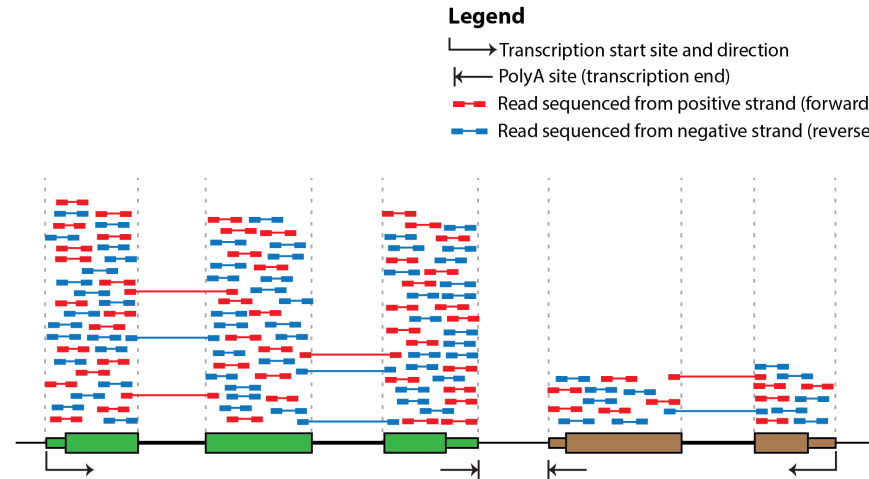 Legend
Transcription start site and direction
PolyA site (transcription end)
Read sequenced from positive strand (forward
Read sequenced from negative strand (reverse